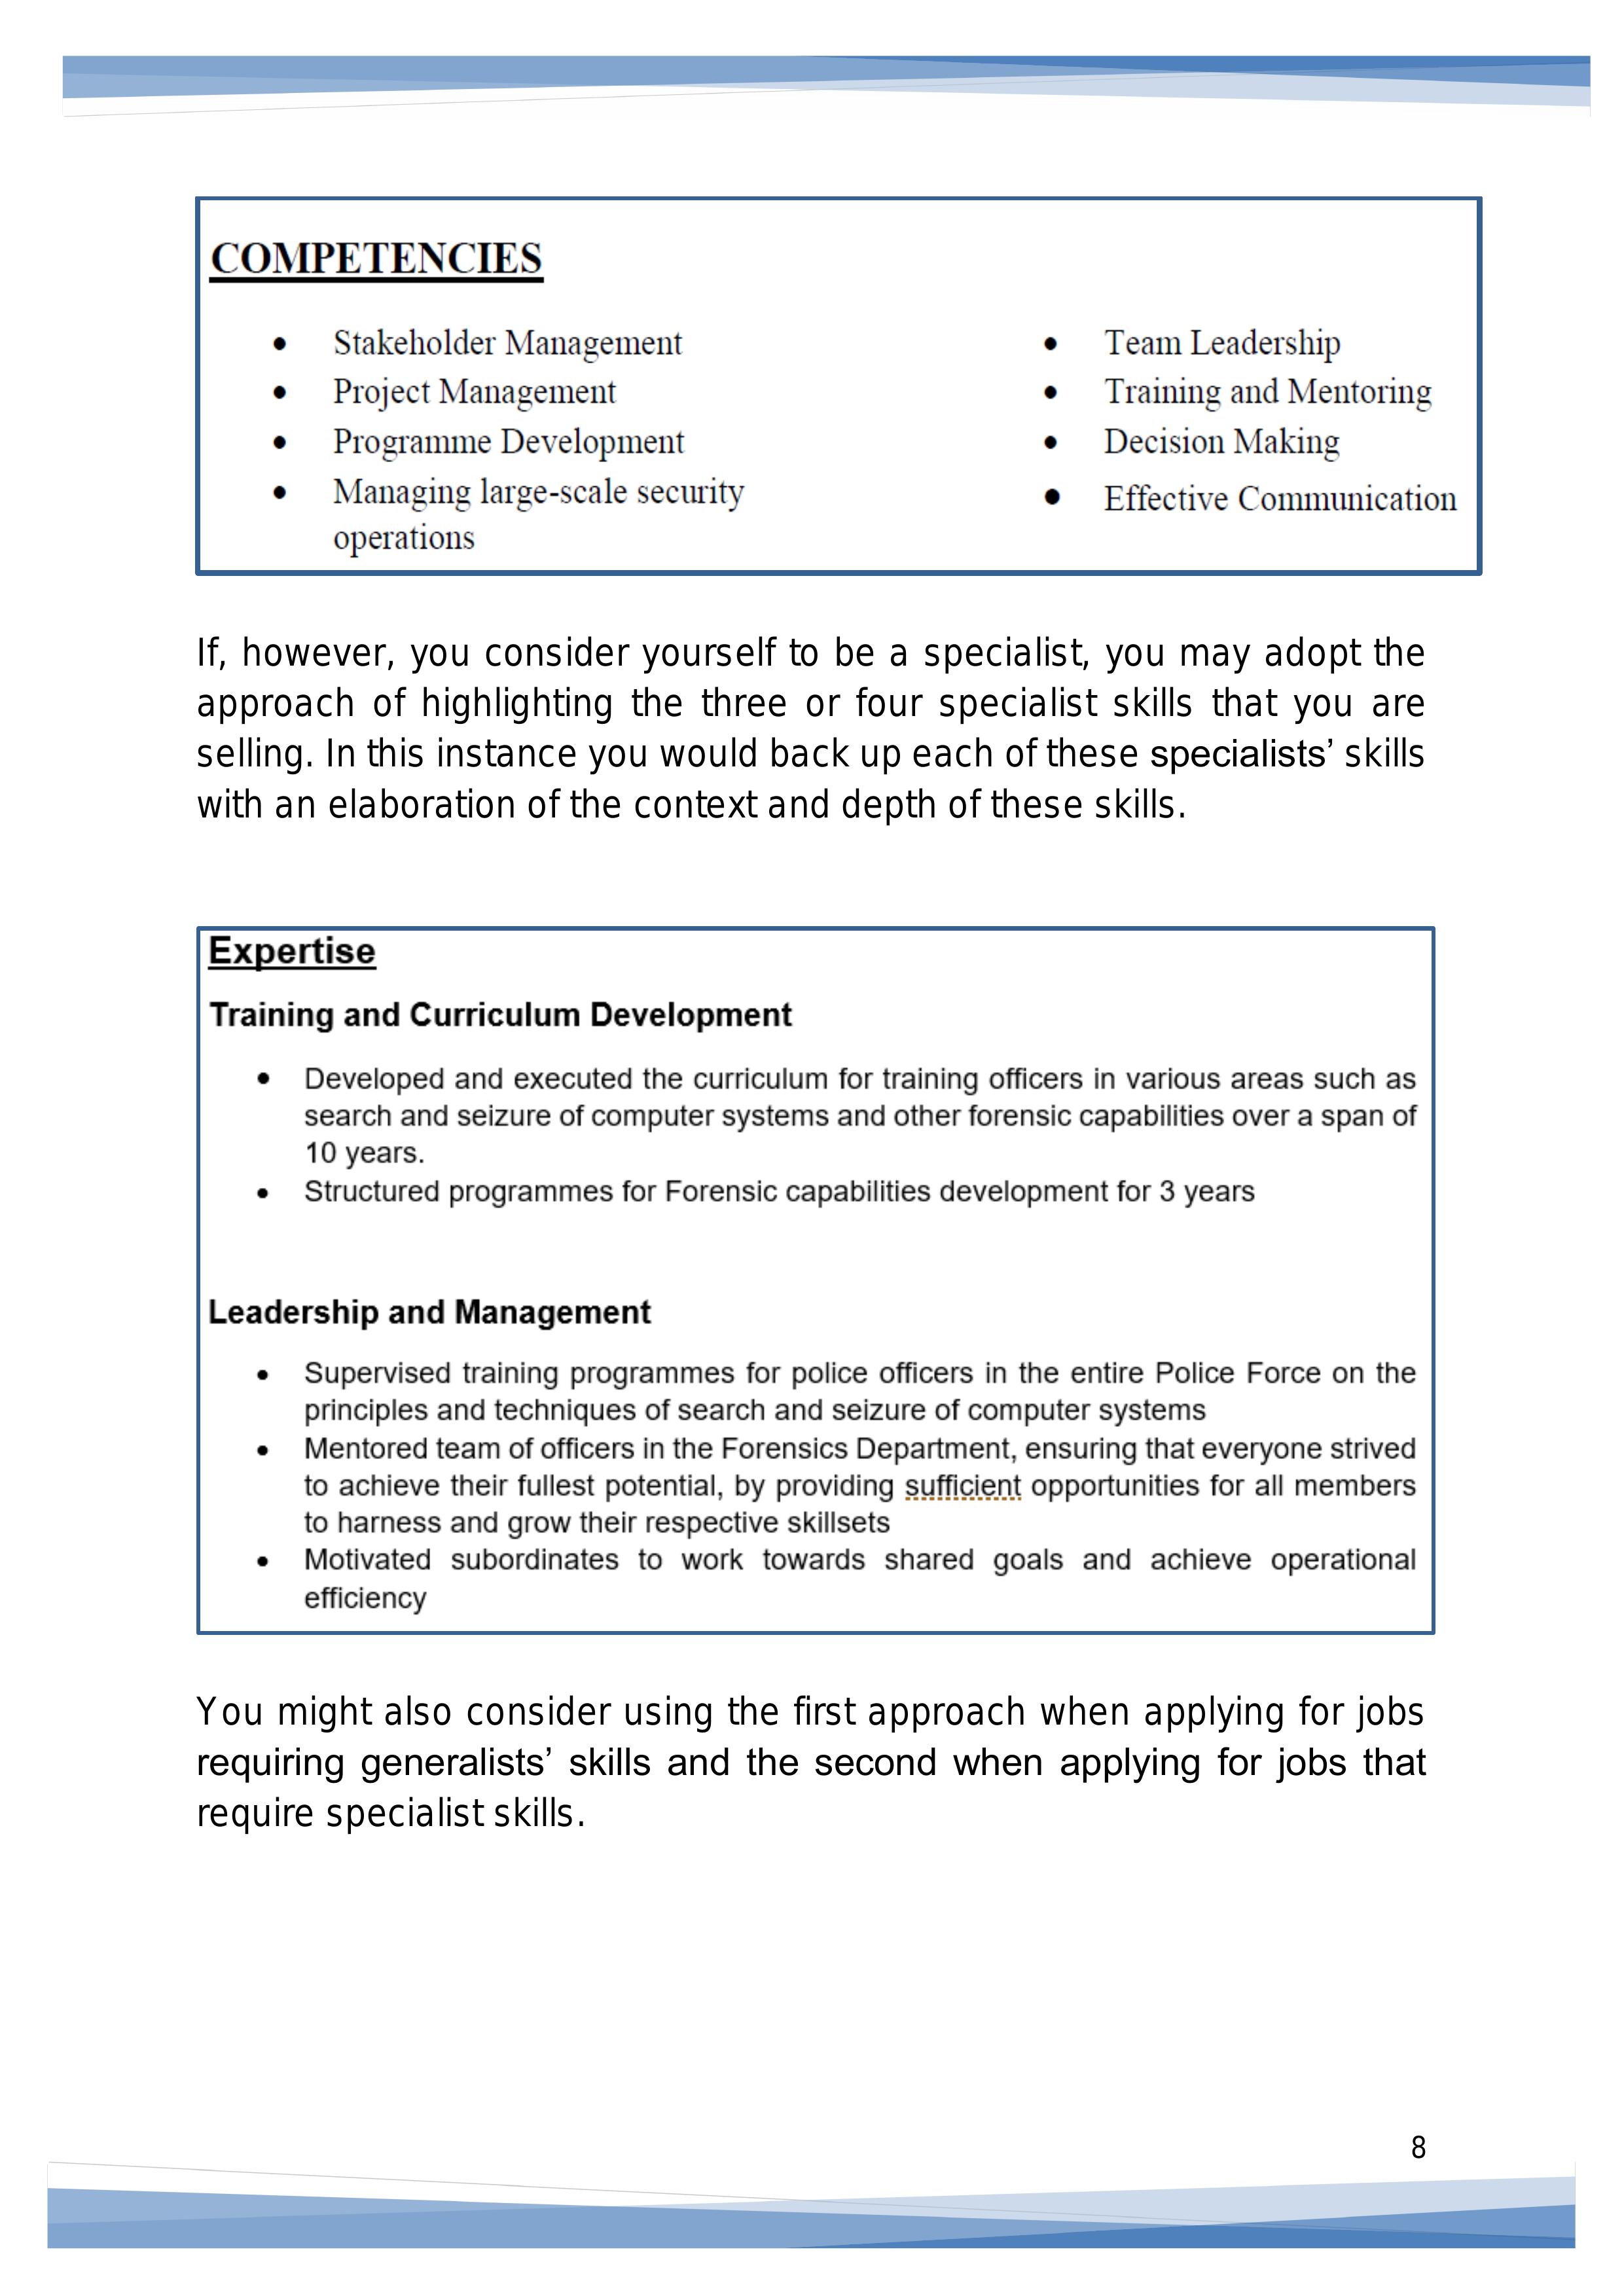 COMPETENCIES
• Stakeholder Management
• Project Management
• Programme Development
• Managing large-scale security
operations
• Team Leadership
• Training and Mentoring
• Decision Making
• Effective Communication
If, however, you consider yourself to be a specialist, you may adopt the
approach of highlighting the three or four specialist skills that you are
selling. In this instance you would back up each of these specialists’ skills
with an elaboration of the context and depth of these skills.
Expertise
Training and Curriculum Development
• Developed and executed the curriculum for training officers in various areas such as
search and seizure of computer systems and other forensic capabilities over a span of
10 years.
• Structured programmes for Forensic capabilities development for 3 years
Leadership and Management
• Supervised training programmes for police officers in the entire Police Force on the
principles and techniques of search and seizure of computer systems
• Mentored team of officers in the Forensics Department, ensuring that everyone strived
to achieve their fullest potential, by providing sufficient opportunities for all members
to harness and grow their respective skillsets
• Motivated subordinates to work towards shared goals and achieve operational
efficiency
You might also consider using the first approach when applying for jobs
requiring generalists’ skills and the second when applying for jobs that
require specialist skills.
8